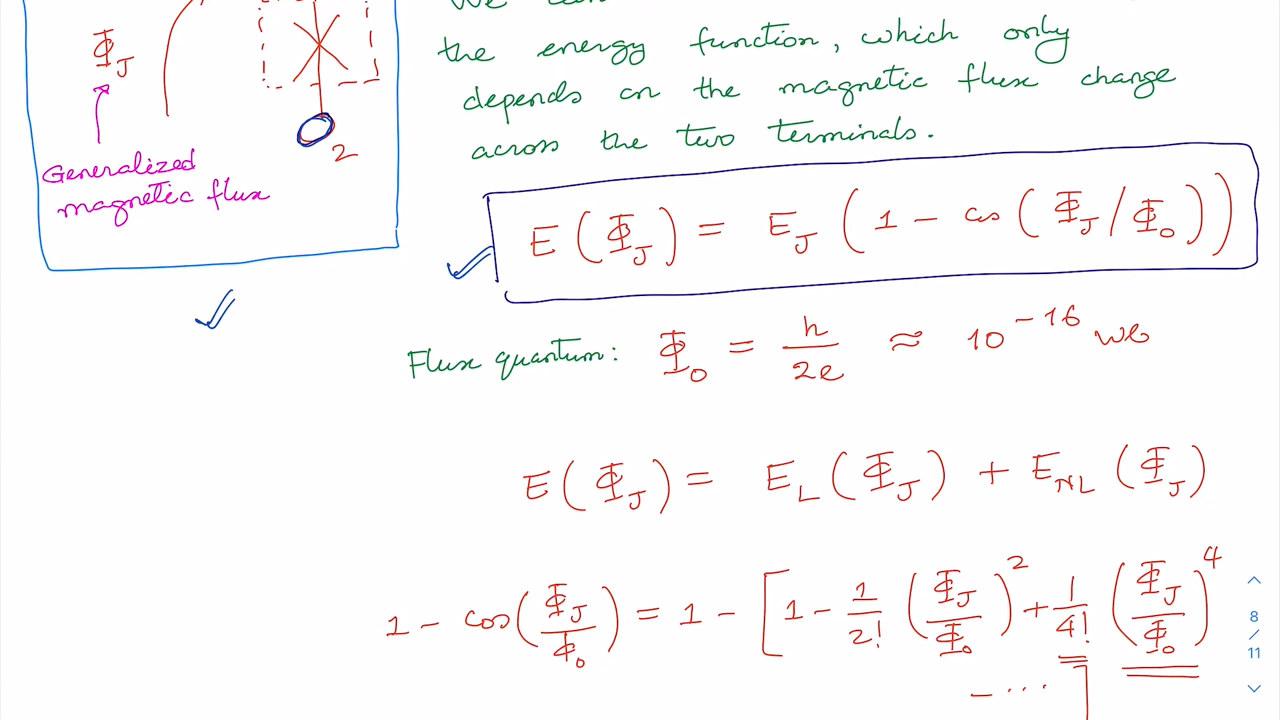 We
the energy function, which only
depends on the magnetic flux change
across the two terminals.
Φ_J
2
Generalized
magnetic flux
E(Φ_J) = E_J (1 - cos(Φ_J/Φ_0))
Flux quantum: Φ_0 = h/2e ≈ 10^-16 Wb
E(Φ_J) = E_L(Φ_J) + E_NL(Φ_J)
1 - cos(Φ_J/Φ_0) = 1 - [1 - 1/2! (Φ_J/Φ_0)^2 + 1/4! (Φ_J/Φ_0)^4
- ....]
8
/
11